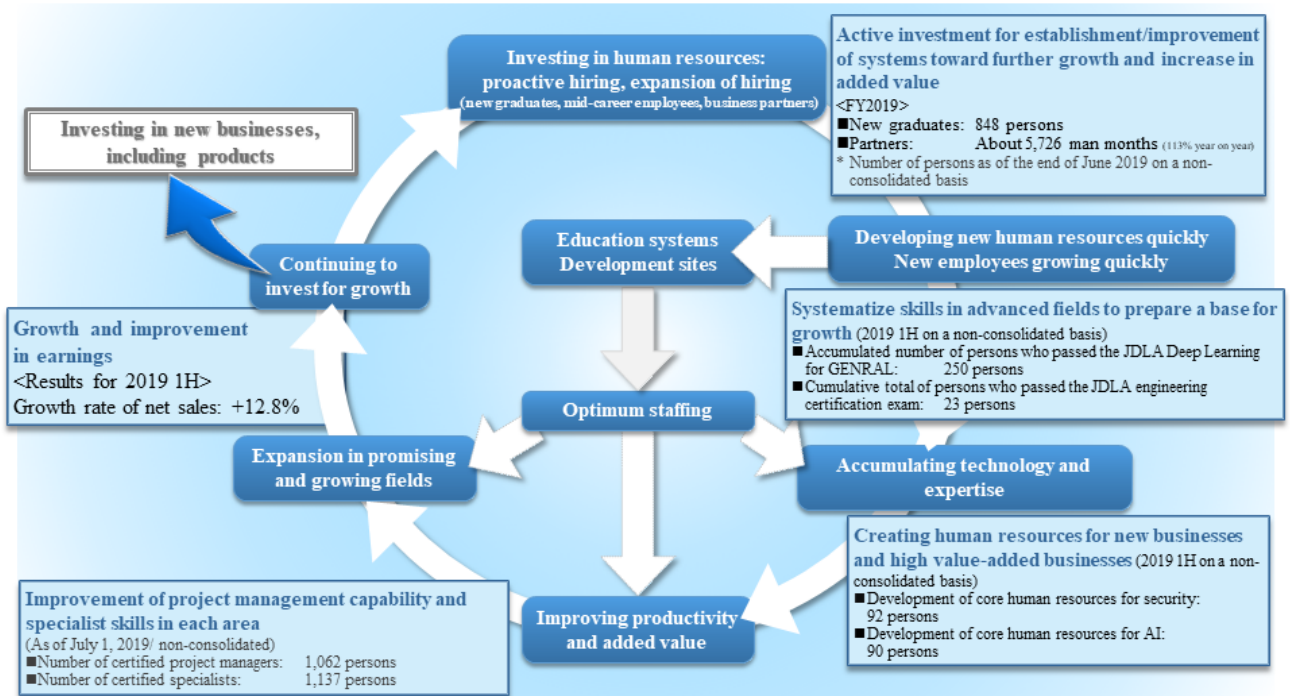 Investing in human resources:
proactive hiring, expansion of hiring
(new graduates, mid-career employees, business partners)
Active investment for establishment/improvement
of systems toward further growth and increase in
added value
<FY2019>
■New graduates: 848 persons
■Partners: About 5,726 man months (113% year on year)
* Number of persons as of the end of June 2019 on a non-
consolidated basis
Investing in new businesses,
including products
Education systems
Development sites
Developing new human resources quickly
New employees growing quickly
Continuing to
invest for growth
Systematize skills in advanced fields to prepare a base for
growth (2019 1H on a non-consolidated basis)
■Accumulated number of persons who passed the JDLA Deep Learning
for GENRAL: 250 persons
■Cumulative total of persons who passed the JDLA engineering
certification exam: 23 persons
Growth and improvement
in earnings
<Results for 2019 1H>
Growth rate of net sales: +12.8%
Optimum staffing
Expansion in promising
and growing fields
Accumulating technology and
expertise
Creating human resources for new businesses
and high value-added businesses (2019 1H on a non-
consolidated basis)
■Development of core human resources for security:
92 persons
■Development of core human resources for AI:
90 persons
Improving productivity
and added value
Improvement of project management capability and
specialist skills in each area
(As of July 1, 2019/ non-consolidated)
■Number of certified project managers: 1,062 persons
■Number of certified specialists: 1,137 persons